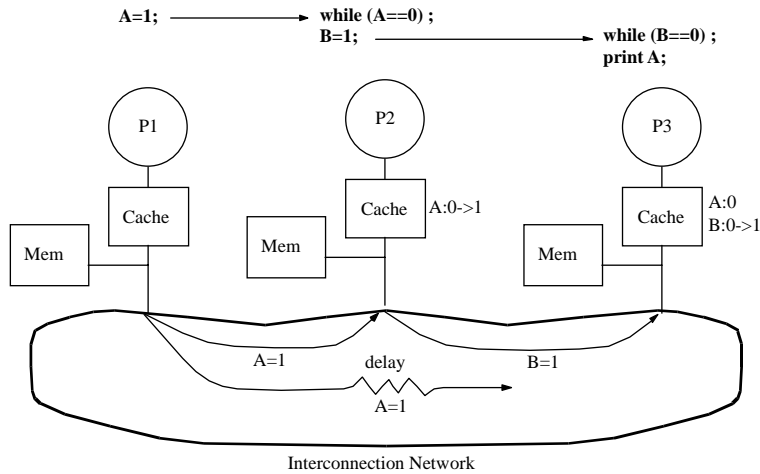 A=1;
while (A==0) ;
B=1;
while (B==0) ;
print A;
P1
P2
P3
Cache
Cache
A:0->1
Cache
A:0
B:0->1
Mem
Mem
Mem
A=1
delay
A=1
B=1
Interconnection Network